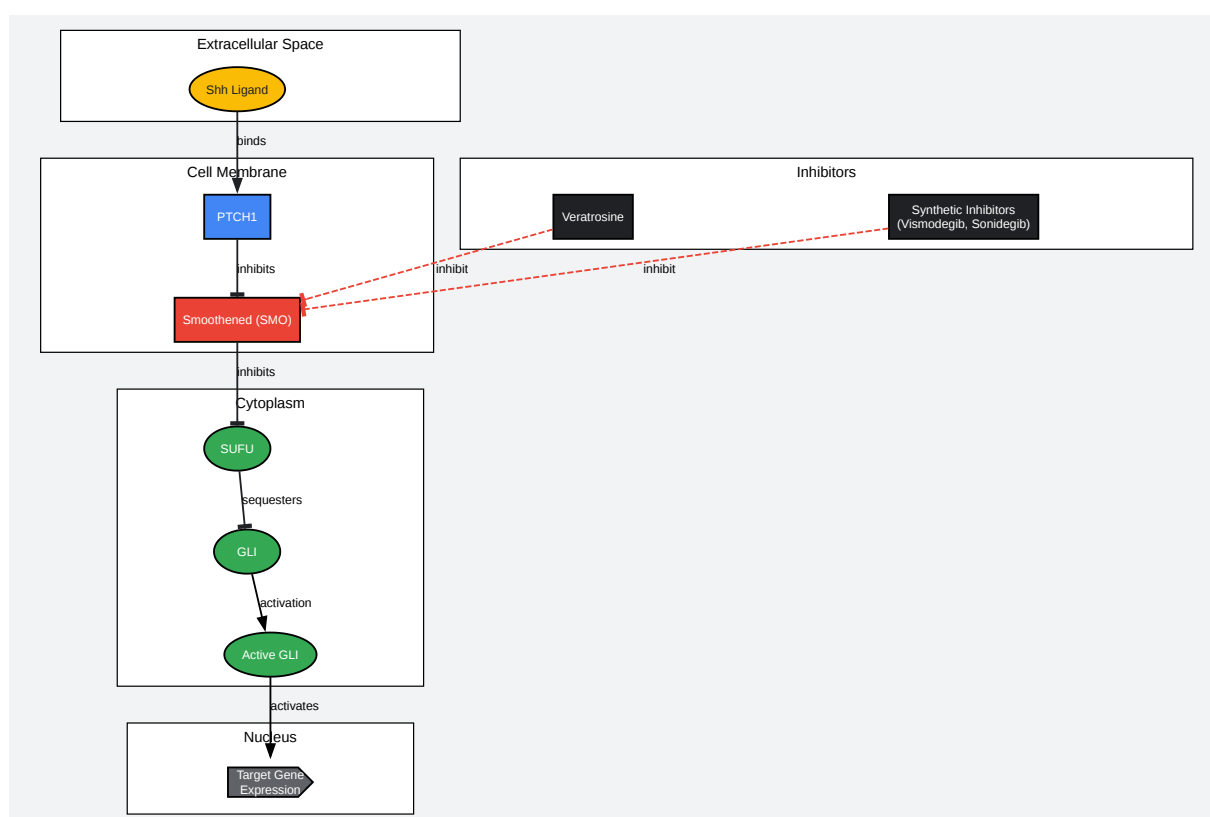 Extracellular Space
Shh Ligand
binds
Cell Membrane
Inhibitors
PTCH1
Veratrosine
Synthetic Inhibitors
(Vismodegib, Sonidegib)
inhibits
inhibit
inhibit
Smoothened (SMO)
inhibits
Cytoplasm
SUFU
sequesters
GLI
activation
Active GLI
activates
Nucleus
Target Gene
Expression